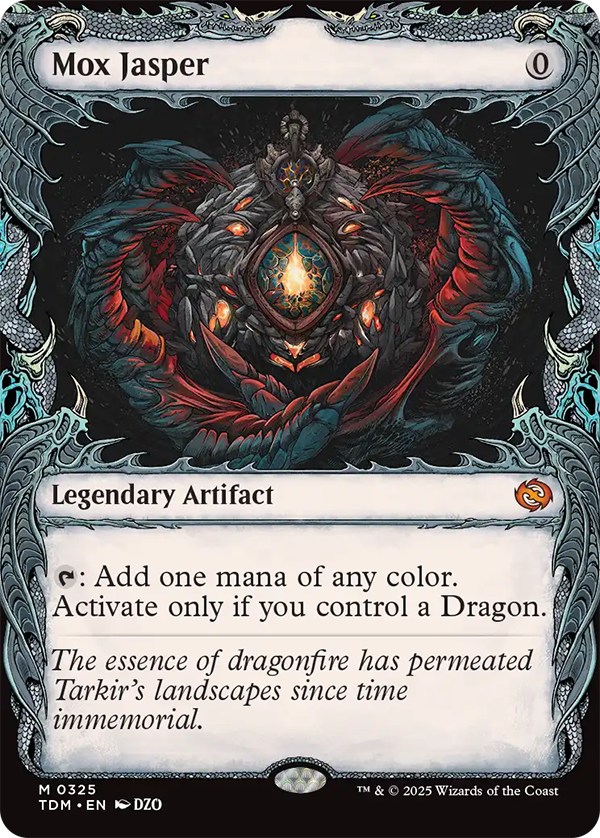 Mox Jasper 0
Legendary Artifact
: Add one mana of any color.
Activate only if you control a Dragon.
The essence of dragonfire has permeated
Tarkir's landscapes since time
immemorial.
M 0325
TDM • EN DZO
™ & © 2025 Wizards of the Coast